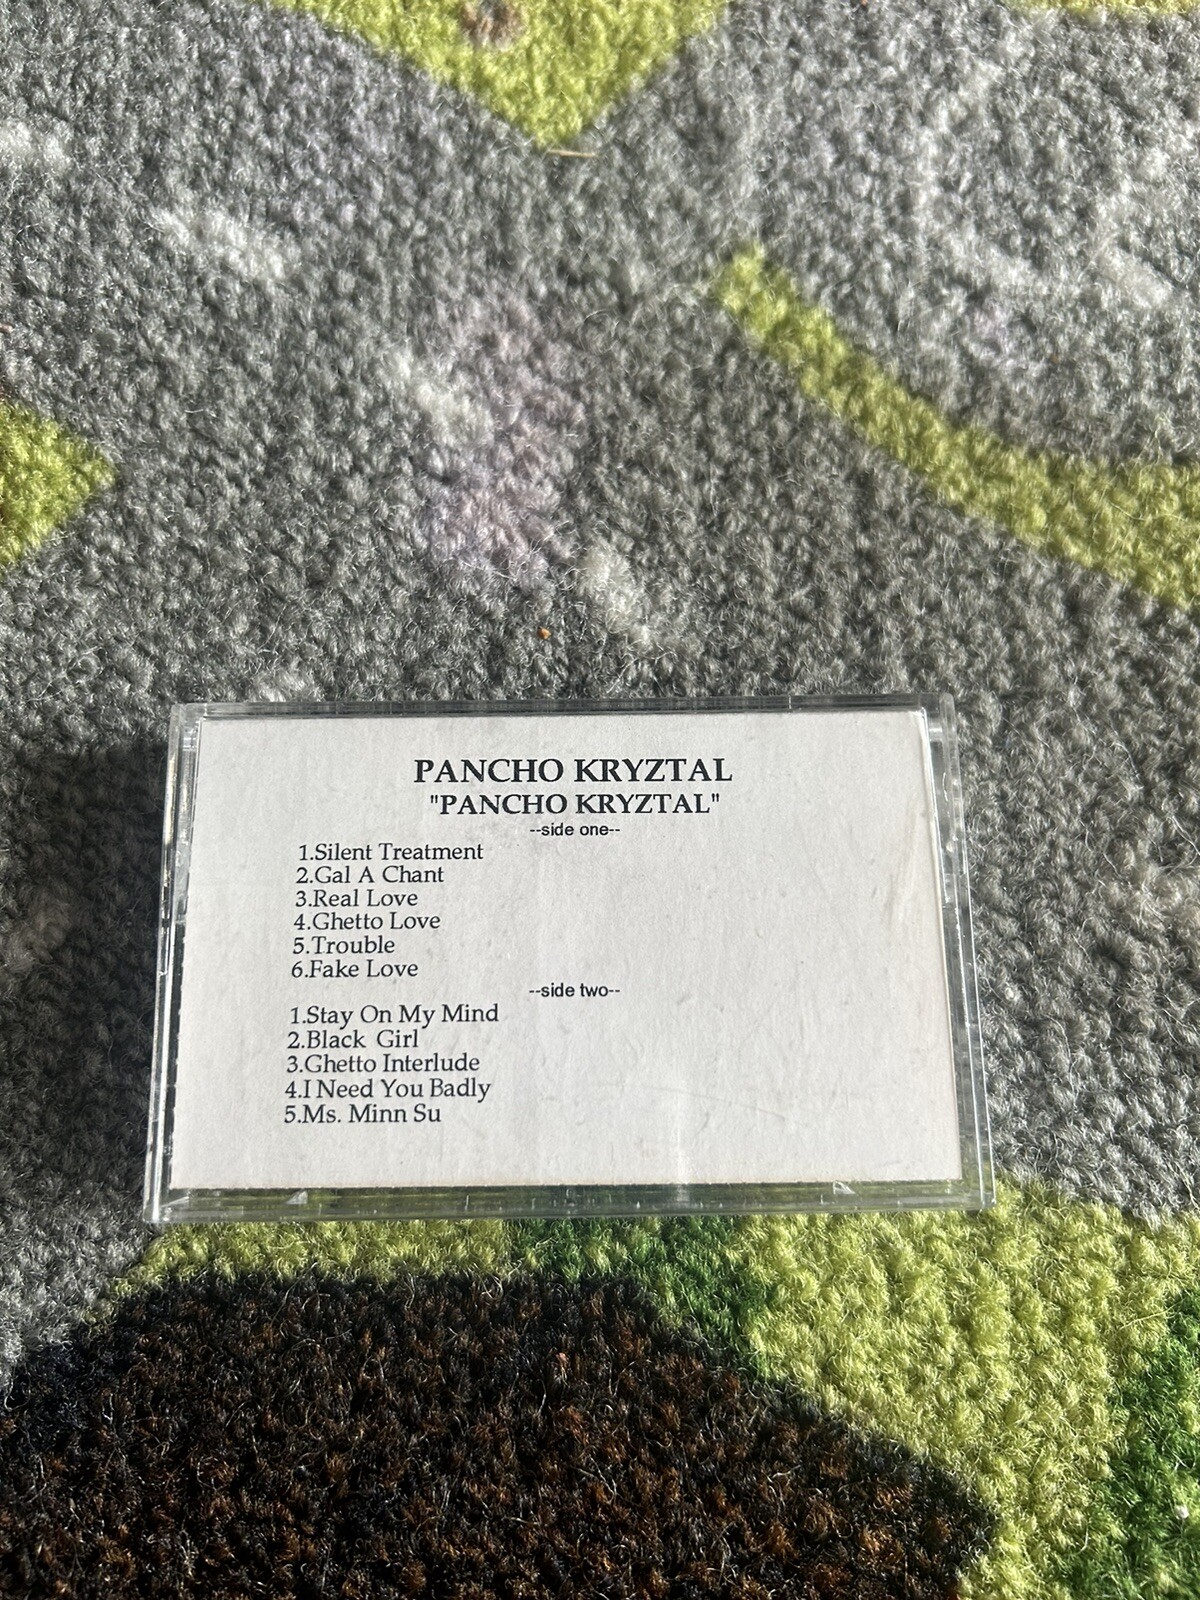 PANCHO KRYZTAL
"PANCHO KRYZTAL"
--side one--
1.Silent Treatment
2.Gal A Chant
3.Real Love
4.Ghetto Love
5.Trouble
6.Fake Love
--side two--
1.Stay On My Mind
2.Black Girl
3.Ghetto Interlude
4.I Need You Badly
5.Ms. Minn Su